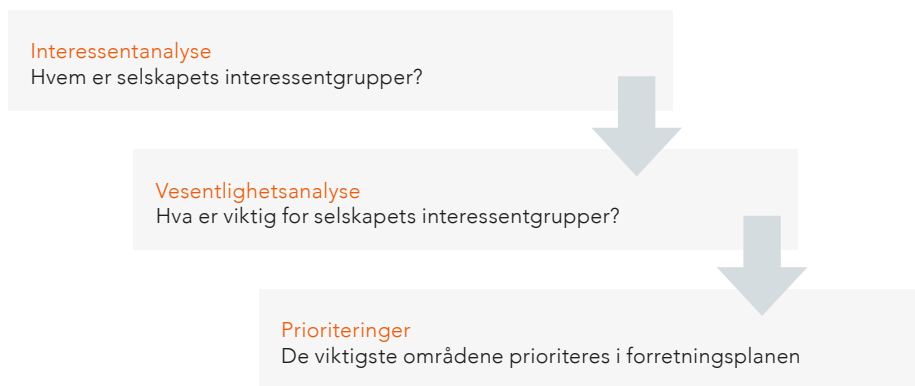 Interessentanalyse
Hvem er selskapets interessentgrupper?
Vesentlighetsanalyse
Hva er viktig for selskapets interessentgrupper?
Prioriteringer
De viktigste områdene prioriteres i forretningsplanen